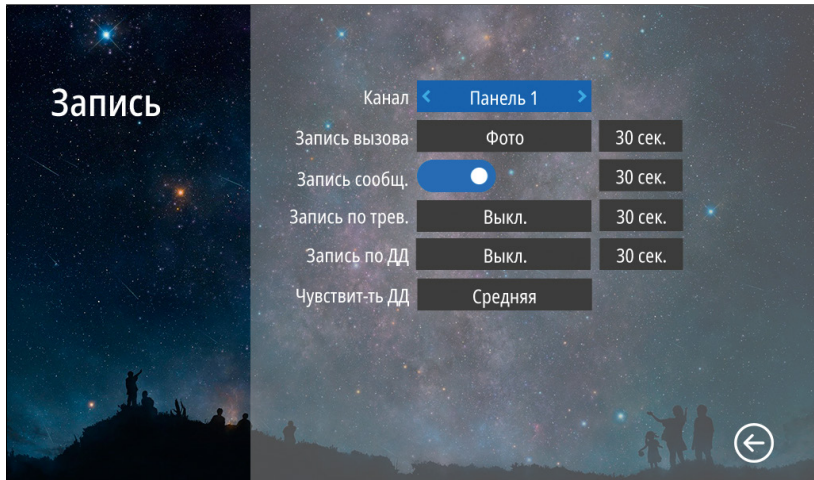 Запись
Канал < Панель 1 >
Запись вызова Фото 30 сек.
Запись сообщ. 30 сек.
Запись по трев. Выкл. 30 сек.
Запись по ДД Выкл. 30 сек.
Чувствит-ть ДД Средняя